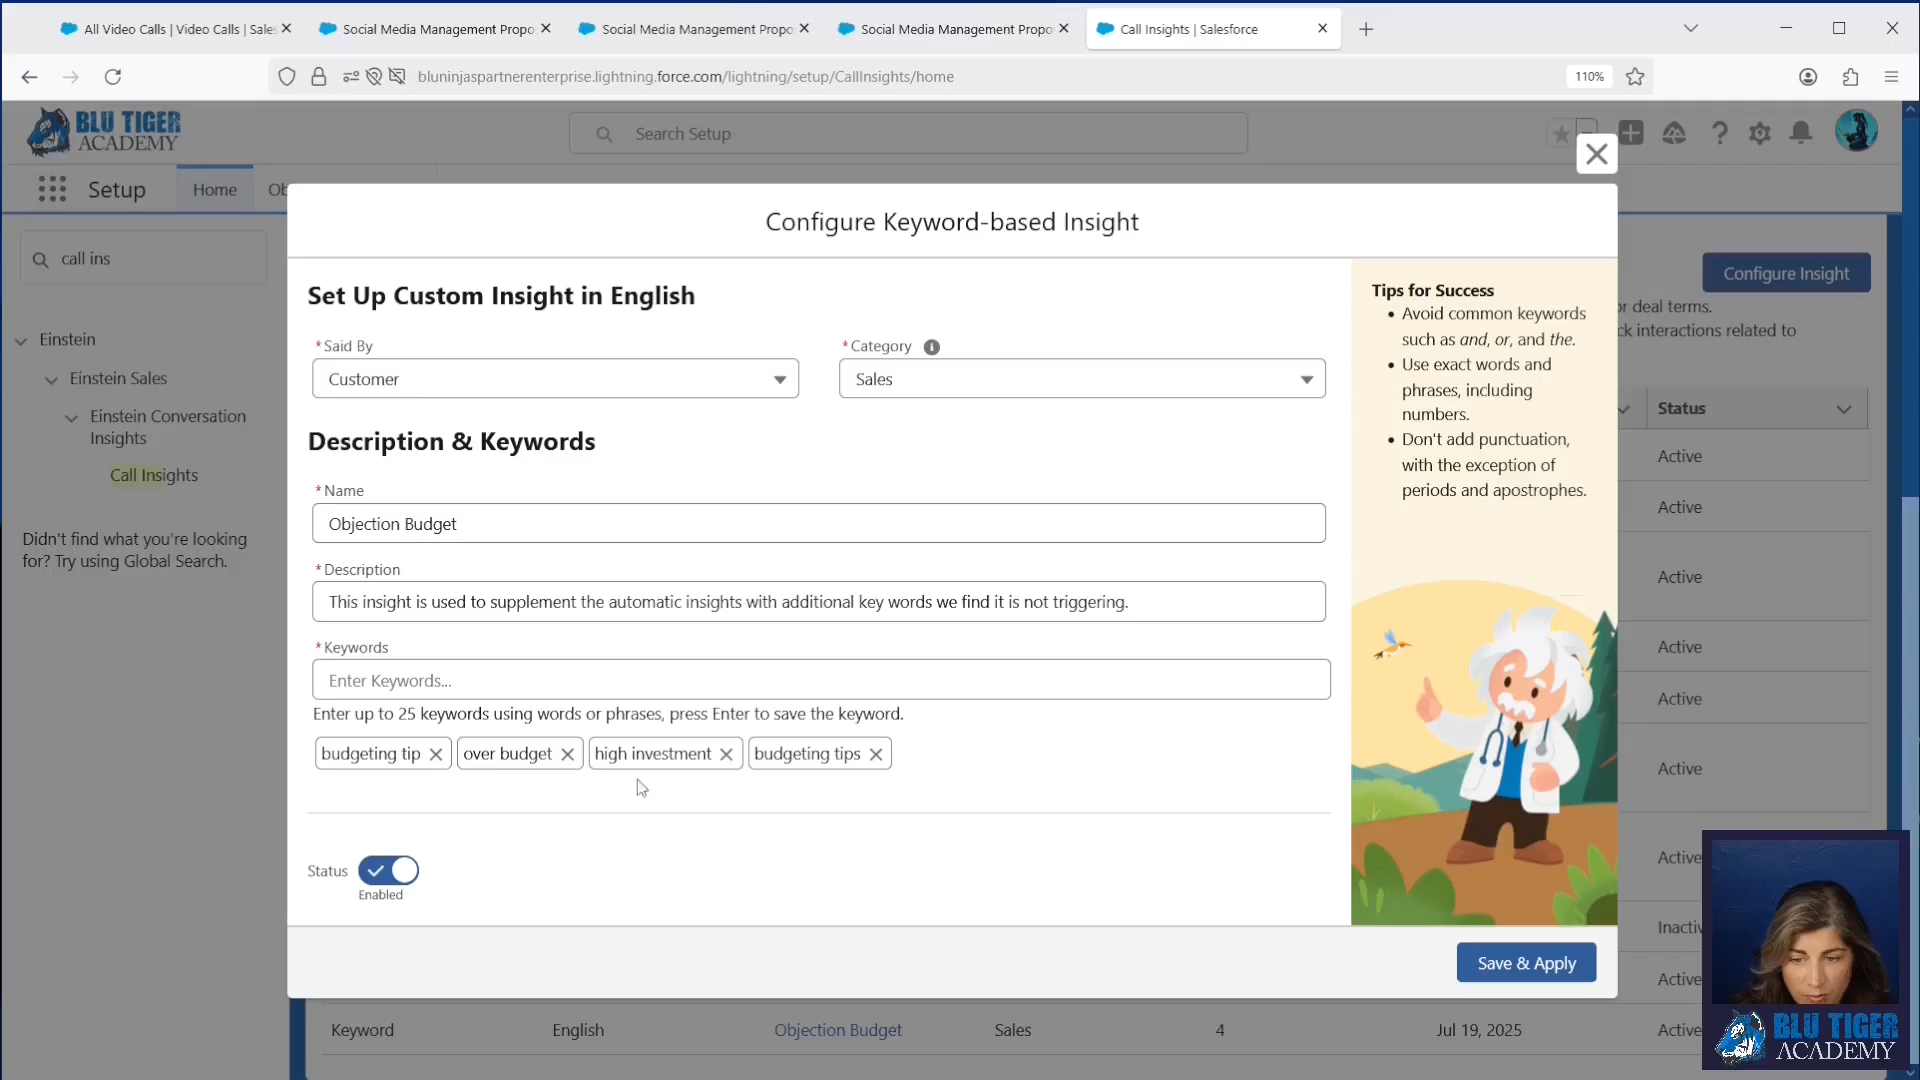 All Video Calls | Video Calls | Sale
Social Media Management Propo
Social Media Management Propo
Social Media Management Propo
Call Insights | Salesforce
bluninjaspartnerenterprise.lightning.force.com/lightning/setup/CallInsights/home
110%
BLU TIGER
ACADEMY
Search Setup
Setup
Home
Ob
call ins
Einstein
Einstein Sales
Einstein Conversation
Insights
Call Insights
Didn't find what you're looking
for? Try using Global Search.
Configure Insight
or deal terms.
ck interactions related to
Status
Active
Active
Active
Active
Active
Active
Active
Inactiv
Active
Configure Keyword-based Insight
Set Up Custom Insight in English
*Said By
Customer
*Category
Sales
Description & Keywords
*Name
Objection Budget
*Description
This insight is used to supplement the automatic insights with additional key words we find it is not triggering.
*Keywords
Enter Keywords...
Enter up to 25 keywords using words or phrases, press Enter to save the keyword.
budgeting tip
over budget
high investment
budgeting tips
Status
Enabled
Tips for Success
• Avoid common keywords
such as and, or, and the.
• Use exact words and
phrases, including
numbers.
• Don't add punctuation,
with the exception of
periods and apostrophes.
Save & Apply
Keyword
English
Objection Budget
Sales
4
Jul 19, 2025
Active
BLU TIGER
ACADEMY